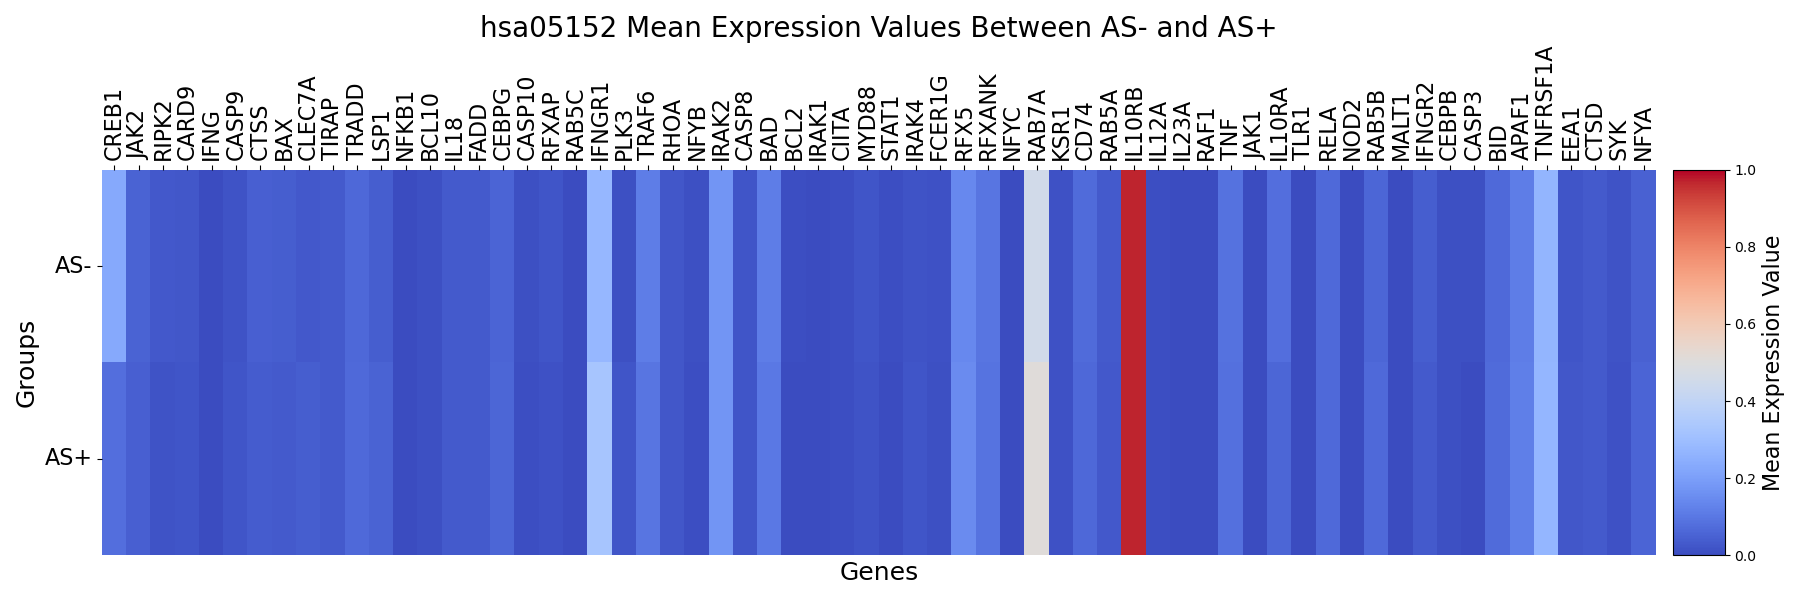 hsa05152 Mean Expression Values Between AS- and AS+
CREB1
JAK2
RIPK2
CARD9
IFNG
CASP9
CTSS
BAX
CLEC7A
TIRAP
TRADD
LSP1
NFKB1
BCL10
IL18
FADD
CEBPG
CASP10
RFXAP
RAB5C
IFNGR1
PLK3
TRAF6
RHOA
NFYB
IRAK2
CASP8
BAD
BCL2
IRAK1
CIITA
MYD88
STAT1
IRAK4
FCER1G
RFX5
RFXANK
NFYC
RAB7A
KSR1
CD74
RAB5A
IL10RB
IL12A
IL23A
RAF1
TNF
JAK1
IL10RA
TLR1
RELA
NOD2
RAB5B
MALT1
IFNGR2
CEBPB
CASP3
BID
APAF1
TNFRSF1A
EEA1
CTSD
SYK
NFYA
AS-
AS+
Groups
Genes
1.0
0.8
0.6
0.4
0.2
0.0
Mean Expression Value